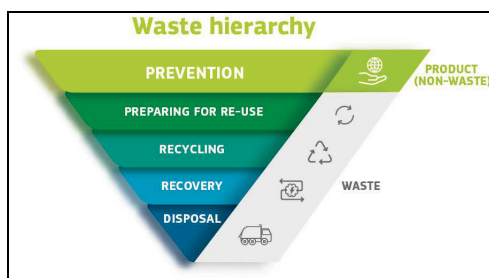 Waste hierarchy
PREVENTION
PRODUCT
(NON-WASTE)
PREPARING FOR RE-USE
RECYCLING
RECOVERY
WASTE
DISPOSAL